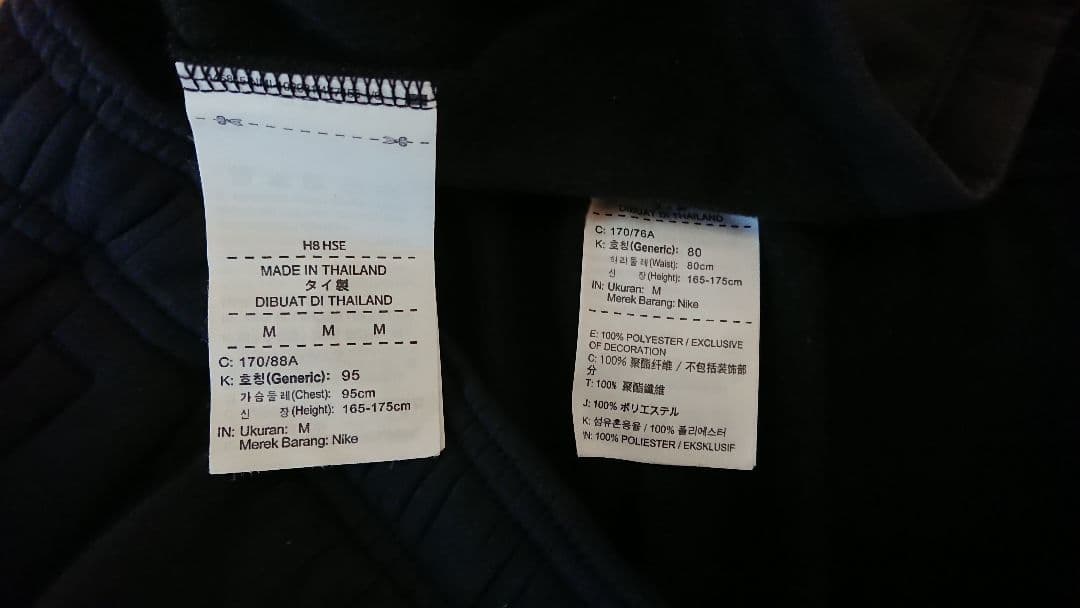 H8 HSE
MADE IN THAILAND
タイ製
DIBUAT DI THAILAND
M M M
C: 170/88A
K: 호칭(Generic): 95
가슴둘레(Chest): 95cm
신 장(Height): 165-175cm
IN: Ukuran: M
Merek Barang: Nike
DIBUAT DI THAILAND
C: 170/76A
K: 호칭(Generic): 80
허리둘레(Waist): 80cm
신 장(Height): 165-175cm
IN: Ukuran: M
Merek Barang: Nike
E: 100% POLYESTER / EXCLUSIVE
OF DECORATION
C: 100% 聚酯纤维 / 不包括装饰部
分
T: 100% 聚酯纖維
J: 100% ポリエステル
K: 섬유혼용율 / 100% 폴리에스터
IN: 100% POLIESTER / EKSKLUSIF